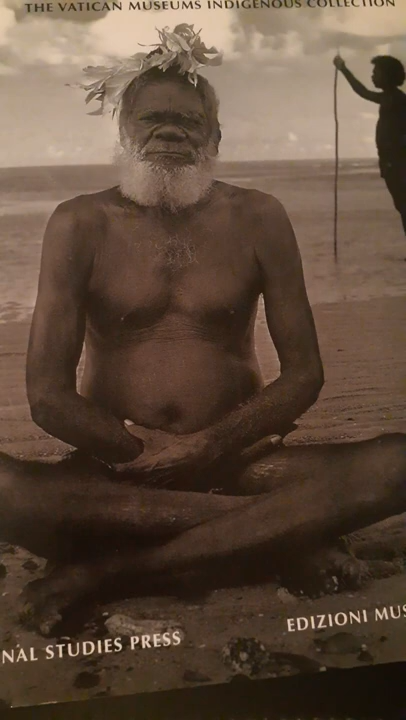 THE VATICAN MUSEUMS INDIGENOUS COLLECTION
NAL STUDIES PRESS
EDIZIONI MUS